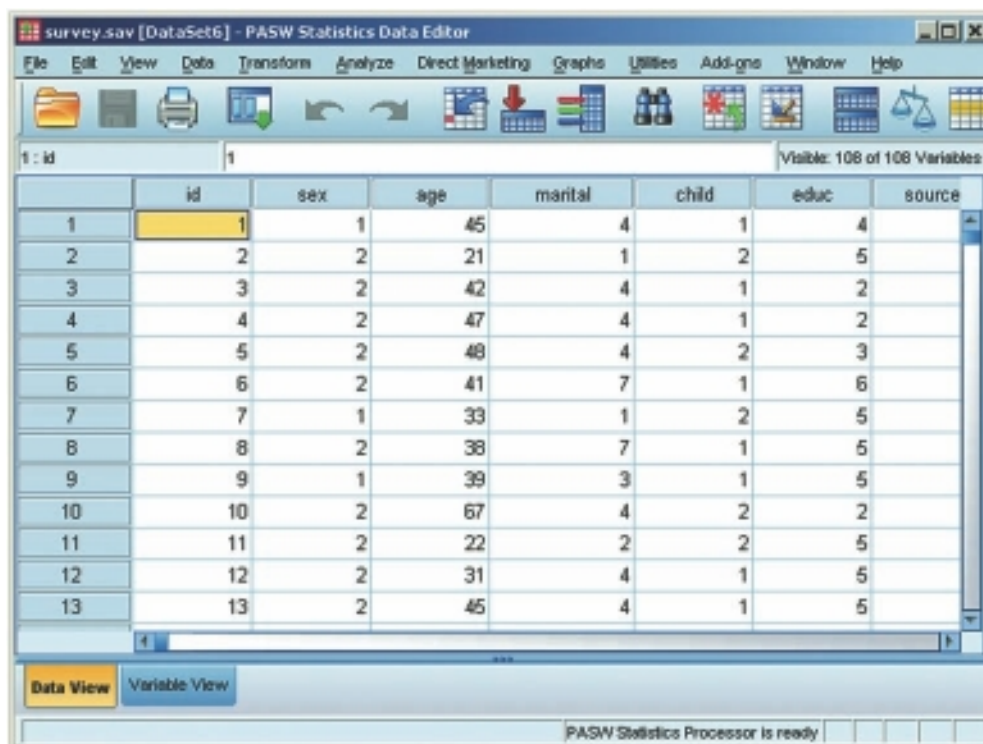 survey.sav [DataSet6] - PASW Statistics Data Editor
File Edit View Data Transform Analyze Direct Marketing Graphs Utilities Add-ons Window Help
1 : id 1 Visible: 108 of 108 Variables
id sex age marital child educ source
1 1 1 45 4 1 4
2 2 2 21 1 2 5
3 3 2 42 4 1 2
4 4 2 47 4 1 2
5 5 2 48 4 2 3
6 6 2 41 7 1 6
7 7 1 33 1 2 5
8 8 2 38 7 1 5
9 9 1 39 3 1 5
10 10 2 67 4 2 2
11 11 2 22 2 2 5
12 12 2 31 4 1 5
13 13 2 45 4 1 5
Data View Variable View
PASW Statistics Processor is ready